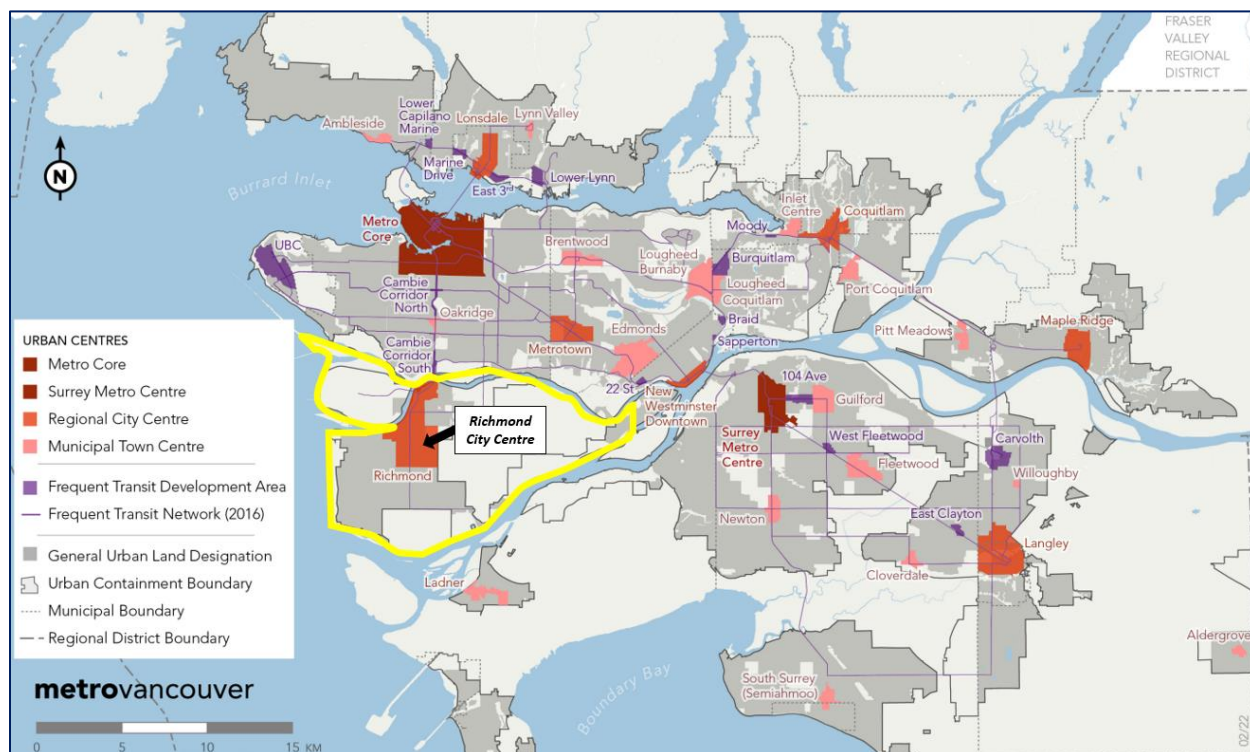 FRASER
VALLEY
REGIONAL
DISTRICT
Lower
Capilano
Marine
Lonsdale
Lynn Valley
Ambleside
Marine
Drive
East 3rd
Lower Lynn
N
Burrard Inlet
Metro
Core
UBC
Brentwood
Lougheed
Burnaby
Moody
Inlet
Centre
Coquitlam
Burquitlam
Lougheed
Coquitlam
Port Coquitlam
Cambie
Corridor
North
Oakridge
Metrotown
Edmonds
Braid
Sapperton
Pitt Meadows
Maple Ridge
Cambie
Corridor
South
22 St
New
Westminster
Downtown
104 Ave
Guilford
Richmond
City Centre
Richmond
Surrey
Metro
Centre
West Fleetwood
Fleetwood
Carvolth
Willoughby
Newton
East Clayton
Langley
Cloverdale
Ladner
Aldergrove
South Surrey
(Semiahmoo)
Boundary Bay
URBAN CENTRES
Metro Core
Surrey Metro Centre
Regional City Centre
Municipal Town Centre
Frequent Transit Development Area
Frequent Transit Network (2016)
General Urban Land Designation
Urban Containment Boundary
Municipal Boundary
Regional District Boundary
metrovancouver
0 5 10 15 KM
02/22